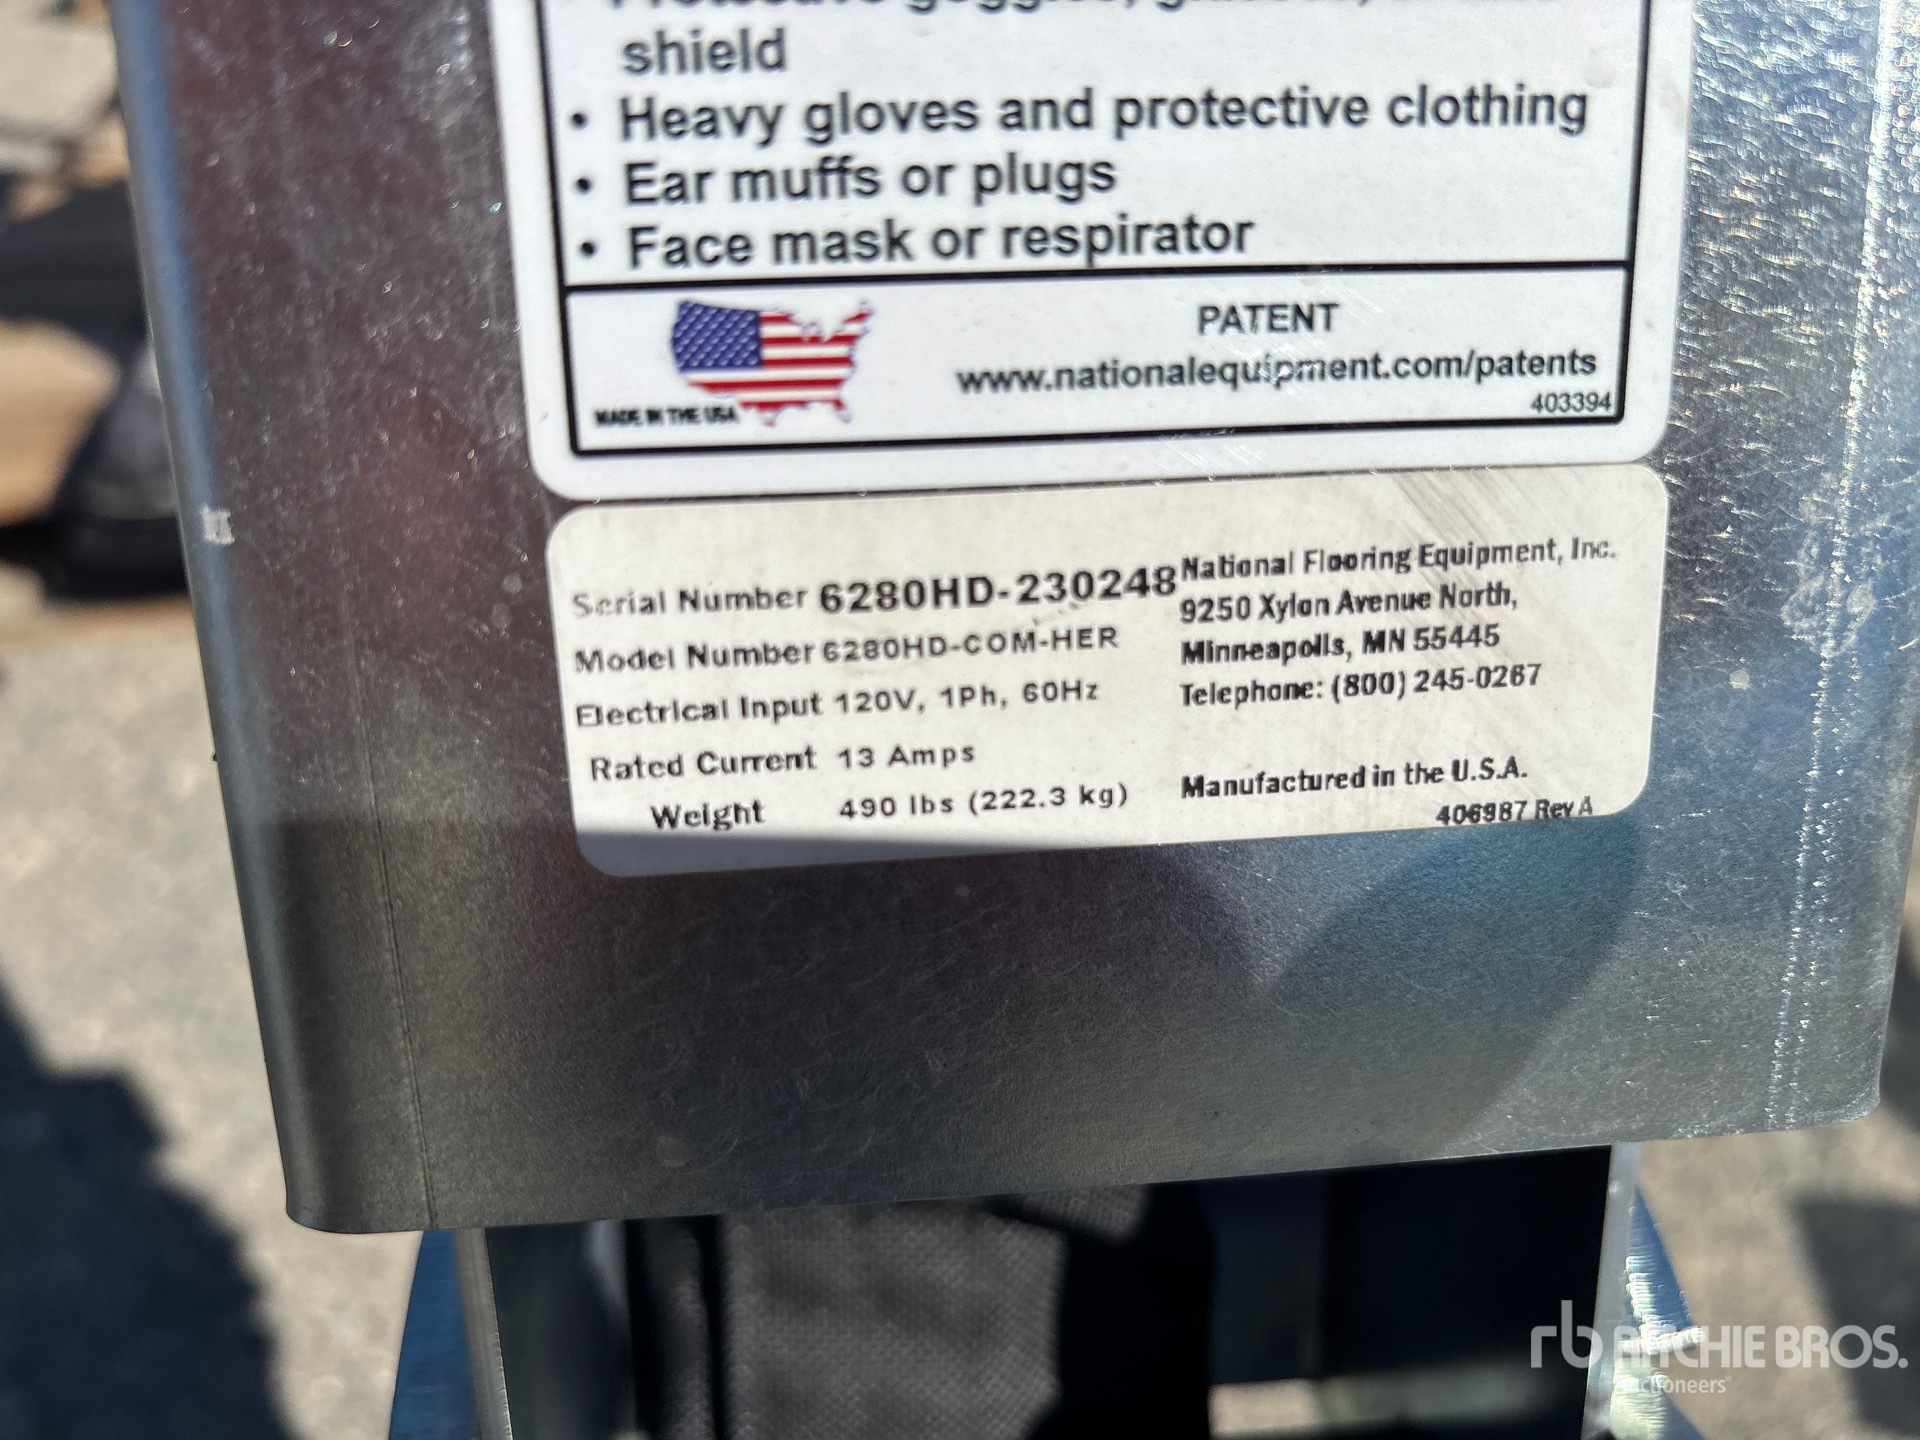 shield
• Heavy gloves and protective clothing
• Ear muffs or plugs
• Face mask or respirator
MADE IN THE USA
PATENT
www.nationalequipment.com/patents
403394
Serial Number 6280HD-230248
Model Number 6280HD-COM-HER
Electrical Input 120V, 1Ph, 60Hz
Rated Current 13 Amps
Weight 490 lbs (222.3 kg)
National Flooring Equipment, Inc.
9250 Xylon Avenue North,
Minneapolis, MN 55445
Telephone: (800) 245-0267
Manufactured in the U.S.A.
406987 Rev A
rb RITCHIE BROS.
Auctioneers